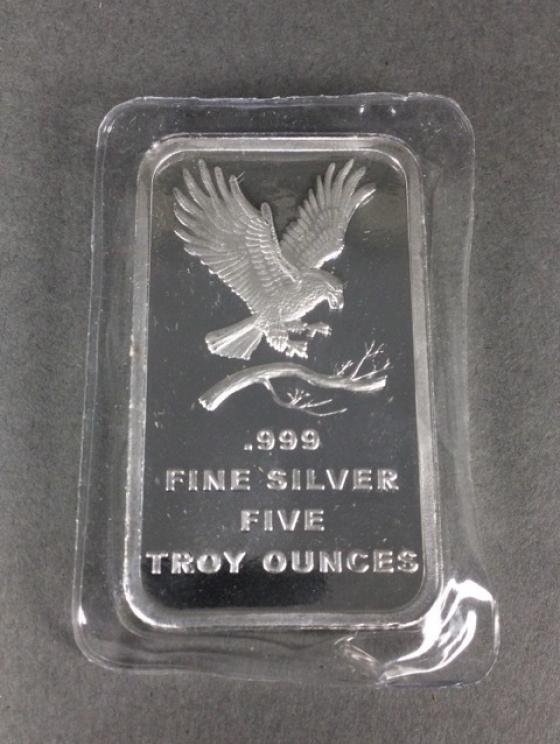 .999
FINE SILVER
FIVE
TROY OUNCES